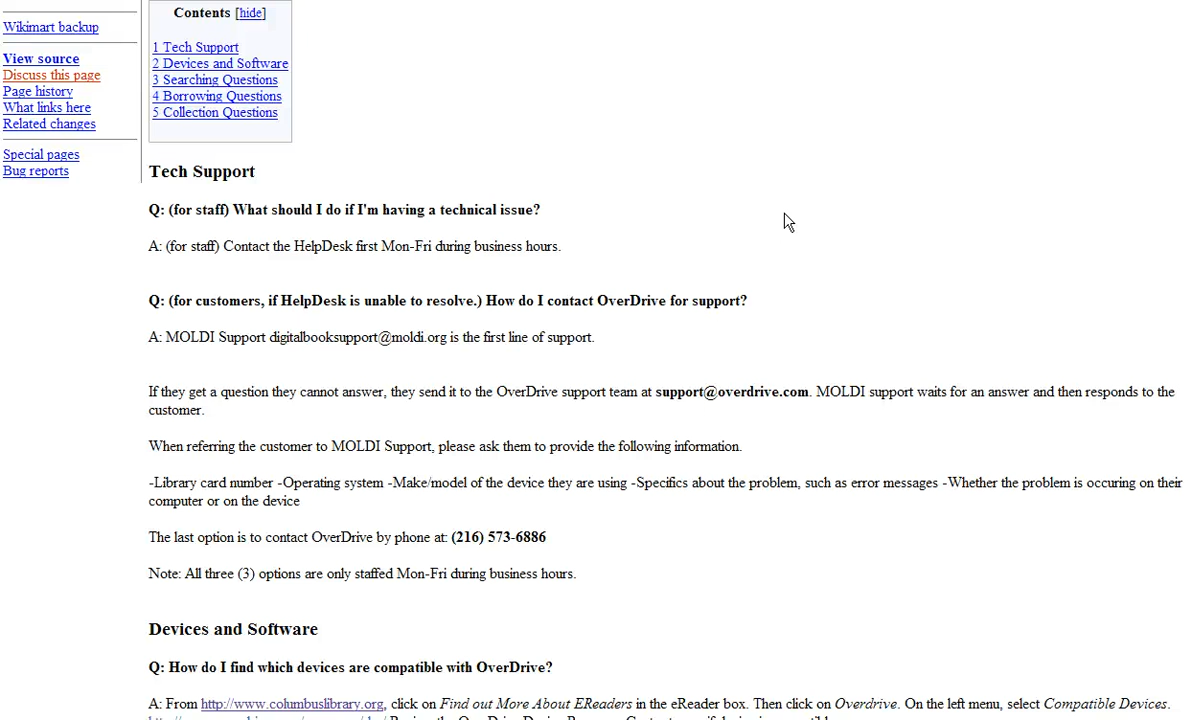 Contents [hide]
1 Tech Support
2 Devices and Software
3 Searching Questions
4 Borrowing Questions
5 Collection Questions
Wikimart backup
View source
Discuss this page
Page history
What links here
Related changes
Special pages
Bug reports
Tech Support
Q: (for staff) What should I do if I'm having a technical issue?
A: (for staff) Contact the HelpDesk first Mon-Fri during business hours.
Q: (for customers, if HelpDesk is unable to resolve.) How do I contact OverDrive for support?
A: MOLDI Support digitalbooksupport@moldi.org is the first line of support.
If they get a question they cannot answer, they send it to the OverDrive support team at support@overdrive.com. MOLDI support waits for an answer and then responds to the
customer.
When referring the customer to MOLDI Support, please ask them to provide the following information.
-Library card number -Operating system -Make/model of the device they are using -Specifics about the problem, such as error messages -Whether the problem is occuring on their
computer or on the device
The last option is to contact OverDrive by phone at: (216) 573-6886
Note: All three (3) options are only staffed Mon-Fri during business hours.
Devices and Software
Q: How do I find which devices are compatible with OverDrive?
A: From http://www.columbuslibrary.org, click on Find out More About EReaders in the eReader box. Then click on Overdrive. On the left menu, select Compatible Devices.